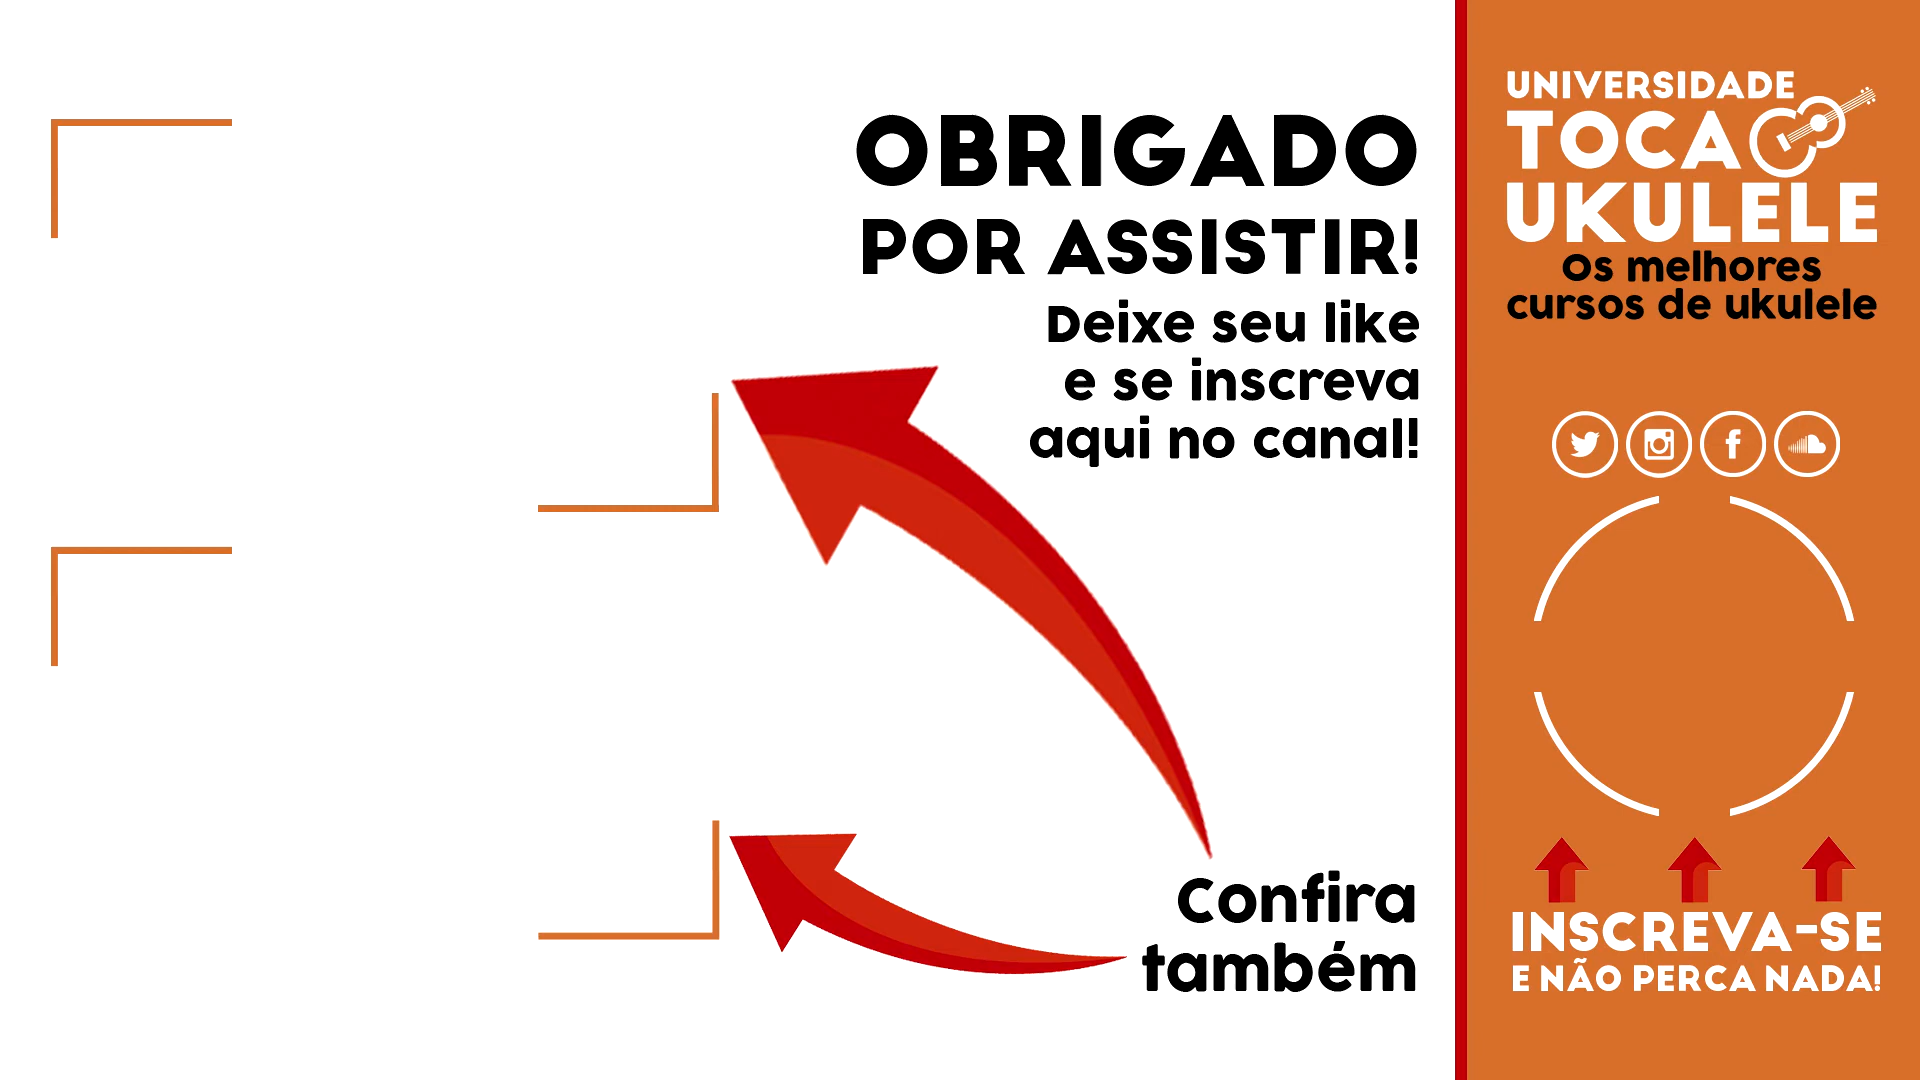 OBRIGADO
POR ASSISTIR!
Deixe seu like
e se inscreva
aqui no canal!
Confira
também
UNIVERSIDADE
TOCA
UKULELE
Os melhores
cursos de ukulele
INSCREVA-SE
E NÃO PERCA NADA!